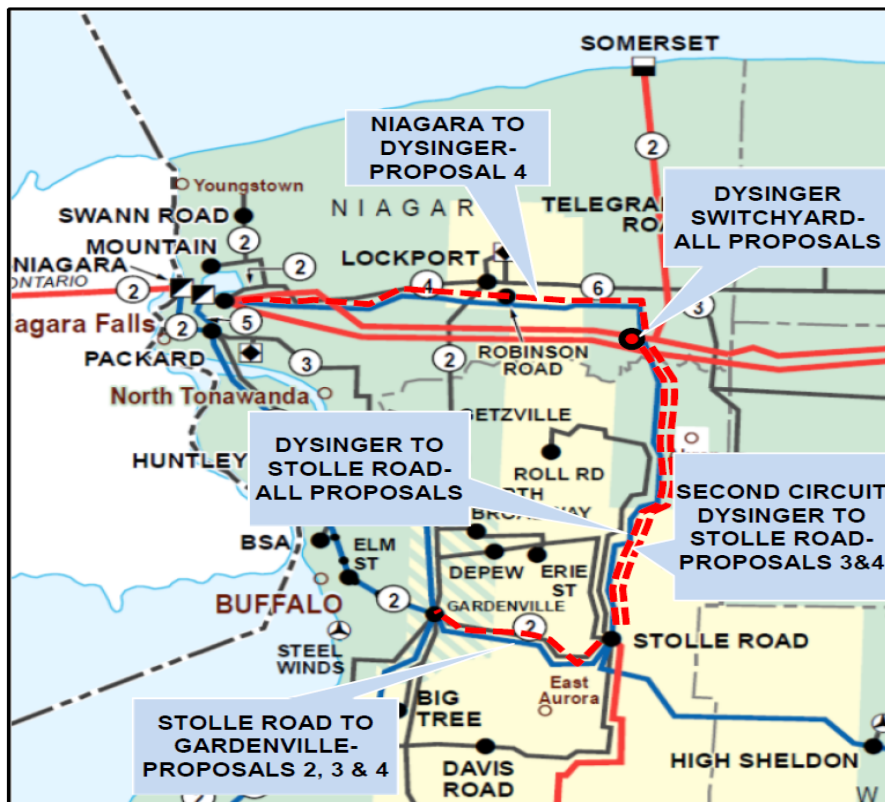 SOMERSET
2
NIAGARA TO
DYSINGER-
PROPOSAL 4
Youngstown
NIAGAR
TELEGRA
DYSINGER
SWITCHYARD-
ALL PROPOSALS
SWANN ROAD
MOUNTAIN
2
2
LOCKPORT
NIAGARA
ONTARIO
2
4
6
3
agara Falls
2
5
ROBINSON
ROAD
PACKARD
3
2
North Tonawanda
GETZVILLE
DYSINGER TO
STOLLE ROAD-
ALL PROPOSALS
HUNTLEY
ROLL RD
SECOND CIRCUIT
DYSINGER TO
STOLLE ROAD-
PROPOSALS 3&4
BSA
ELM
ST
DEPEW
ERIE
ST
BUFFALO
2
GARDENVILLE
2
STOLLE ROAD
STEEL
WINDS
East
Aurora
STOLLE ROAD TO
GARDENVILLE-
PROPOSALS 2, 3 & 4
BIG
TREE
DAVIS
ROAD
HIGH SHELDON
W
2